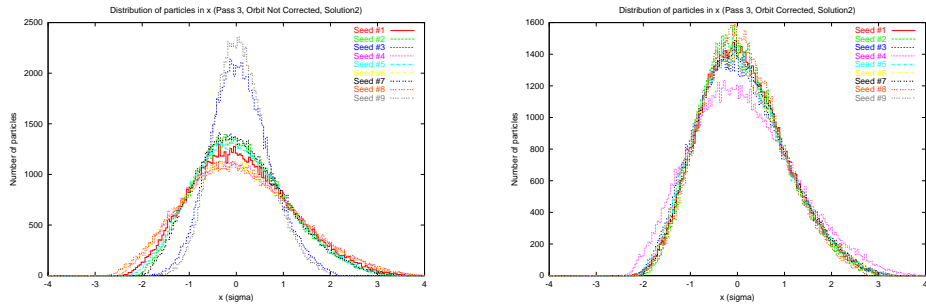 Distribution of particles in x (Pass 3, Orbit Not Corrected, Solution2)
Number of particles
2500
2000
1500
1000
500
0
-4 -3 -2 -1 0 1 2 3 4
x (sigma)
Seed #1
Seed #2
Seed #3
Seed #4
Seed #5
Seed #6
Seed #7
Seed #8
Seed #9
Distribution of particles in x (Pass 3, Orbit Corrected, Solution2)
Number of particles
1600
1400
1200
1000
800
600
400
200
0
-4 -3 -2 -1 0 1 2 3 4
x (sigma)
Seed #1
Seed #2
Seed #3
Seed #4
Seed #5
Seed #6
Seed #7
Seed #8
Seed #9